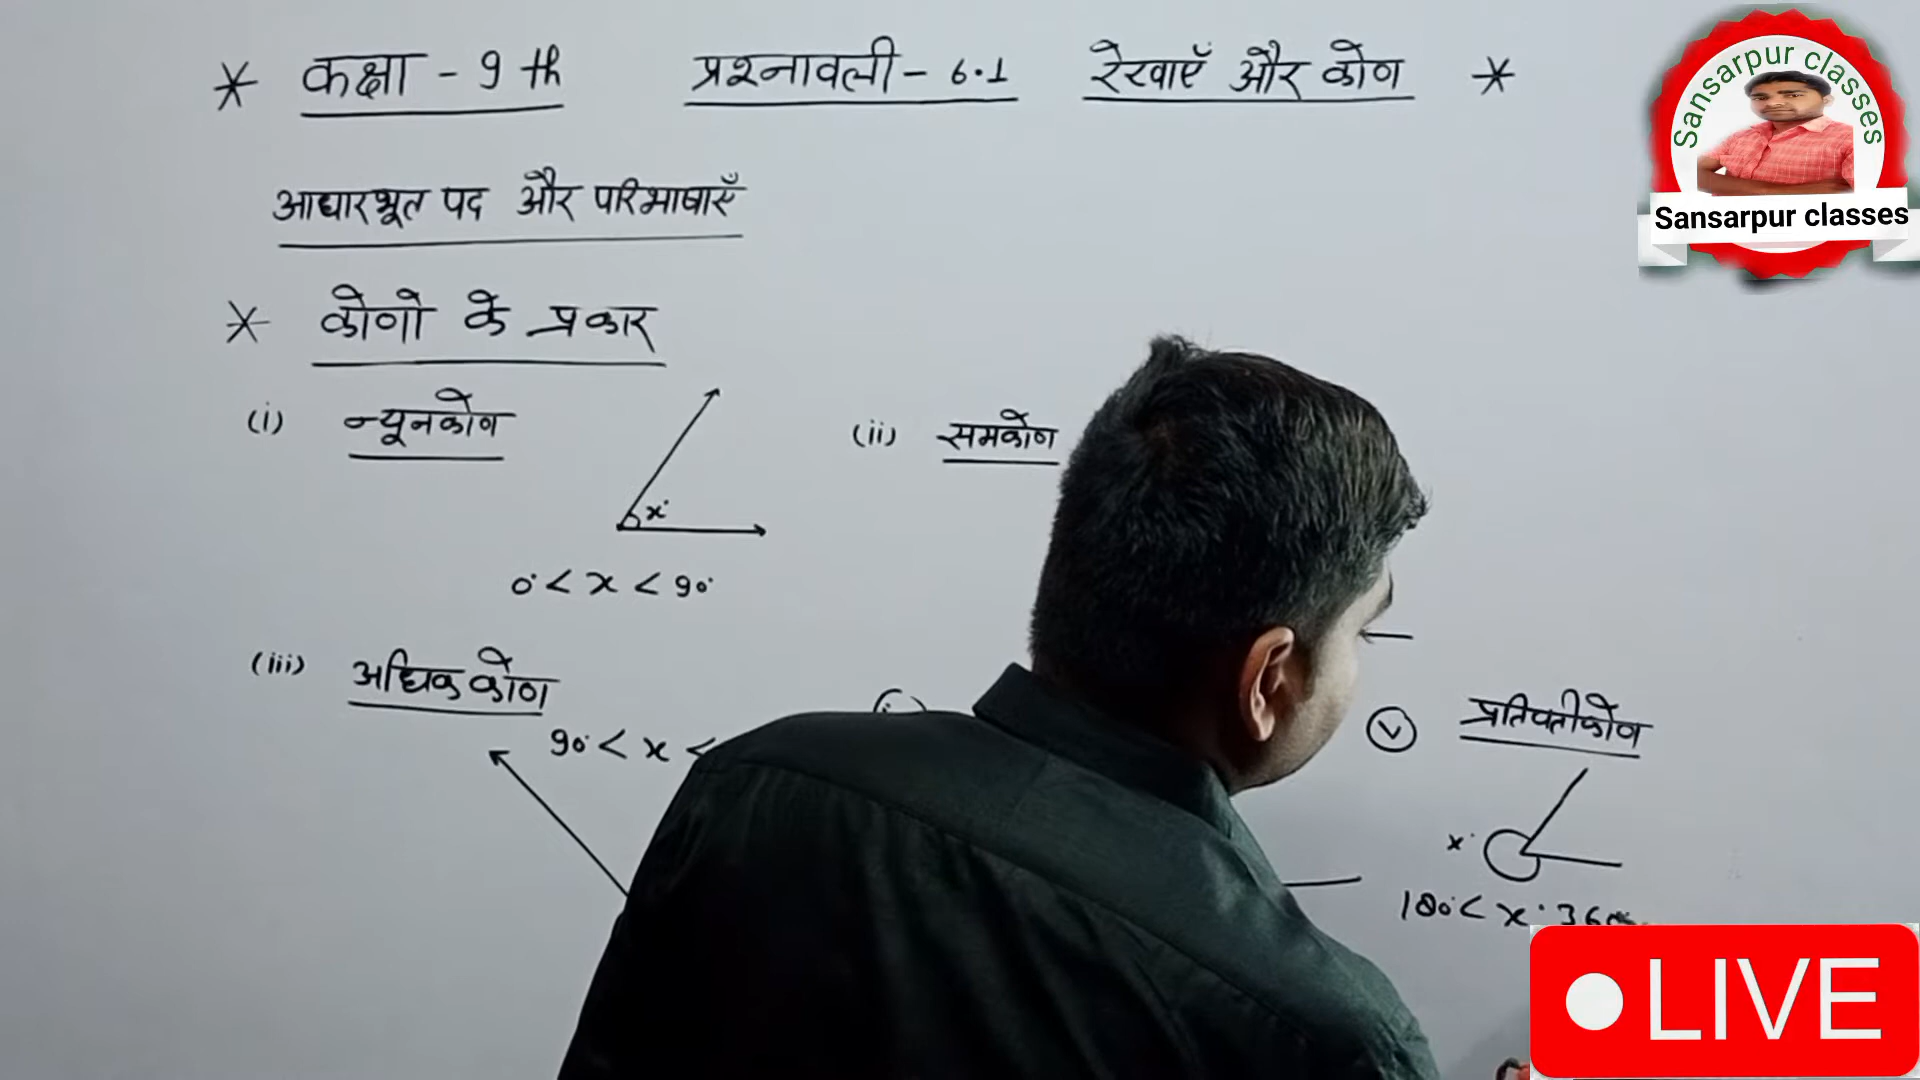 * कक्षा - 9 th प्रश्नावली - 6.1 रेखाएँ और कोण *
आधारभूत पद और परिभाषाएँ
* कोणो के प्रकार
(i) न्यूनकोण
(ii) समकोण
x°
0° < x < 90°
(iii) अधिक कोण
90° < x <
(v) प्रतिवर्तीकोण
x°
180° < x
Sansarpur classes
Sansarpur classes
LIVE